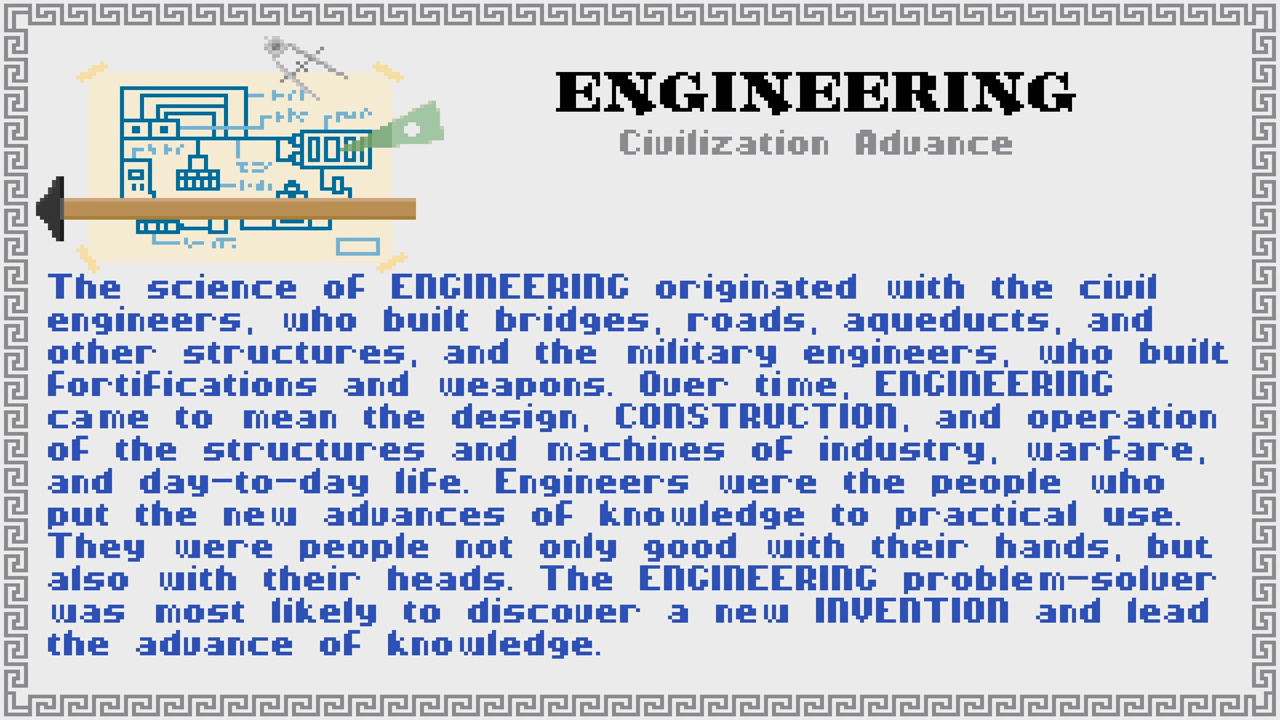 ENGINEERING
Civilization Advance
The science of ENGINEERING originated with the civil
engineers, who built bridges, roads, aqueducts, and
other structures, and the military engineers, who built
fortifications and weapons. Over time, ENGINEERING
came to mean the design, CONSTRUCTION, and operation
of the structures and machines of industry, warfare,
and day-to-day life. Engineers were the people who
put the new advances of knowledge to practical use.
They were people not only good with their hands, but
also with their heads. The ENGINEERING problem-solver
was most likely to discover a new INVENTION and lead
the advance of knowledge.